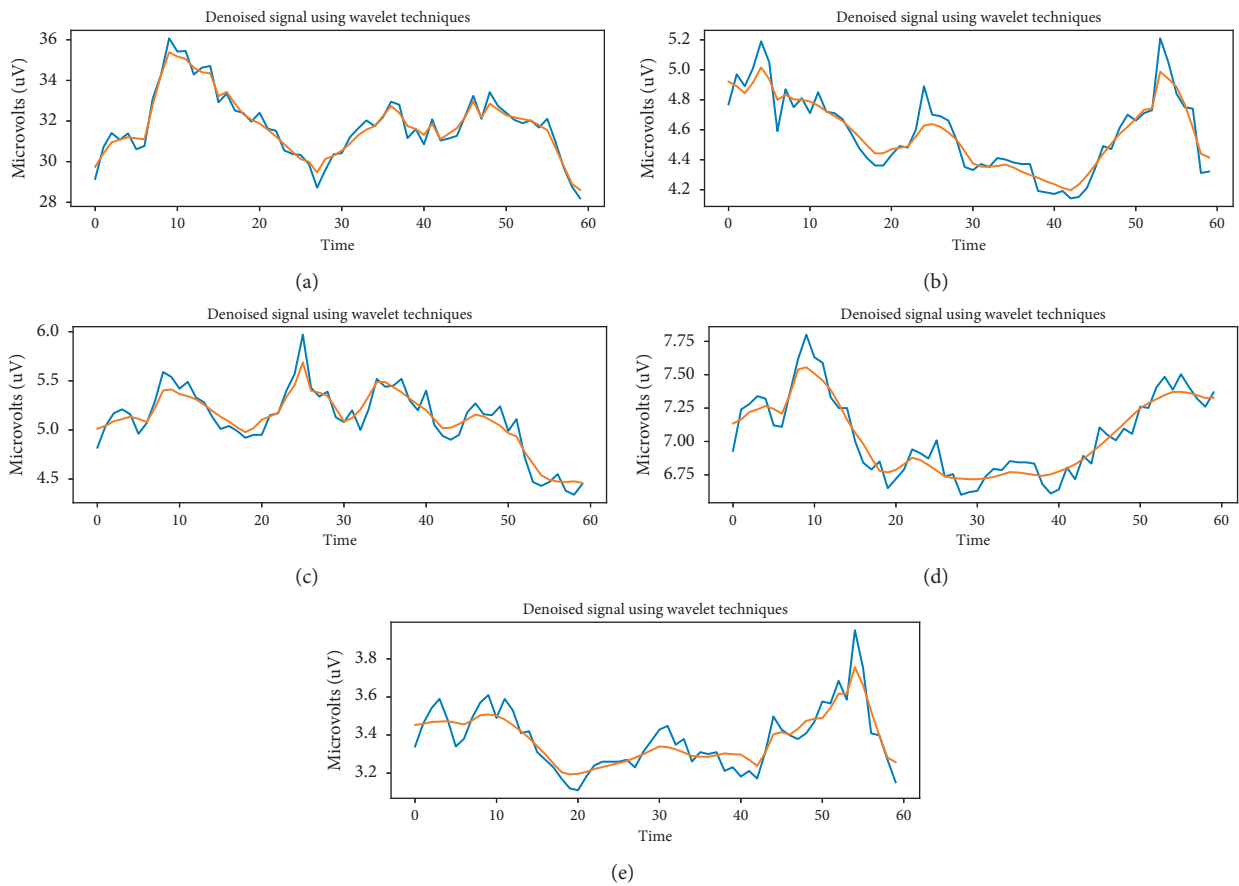 Denoised signal using wavelet techniques
36
34
32
30
28
Microvolts (uV)
0 10 20 30 40 50 60
Time
(a)
Denoised signal using wavelet techniques
5.2
5.0
4.8
4.6
4.4
4.2
Microvolts (uV)
0 10 20 30 40 50 60
Time
(b)
Denoised signal using wavelet techniques
6.0
5.5
5.0
4.5
Microvolts (uV)
0 10 20 30 40 50 60
Time
(c)
Denoised signal using wavelet techniques
7.75
7.50
7.25
7.00
6.75
Microvolts (uV)
0 10 20 30 40 50 60
Time
(d)
Denoised signal using wavelet techniques
3.8
3.6
3.4
3.2
Microvolts (uV)
0 10 20 30 40 50 60
Time
(e)